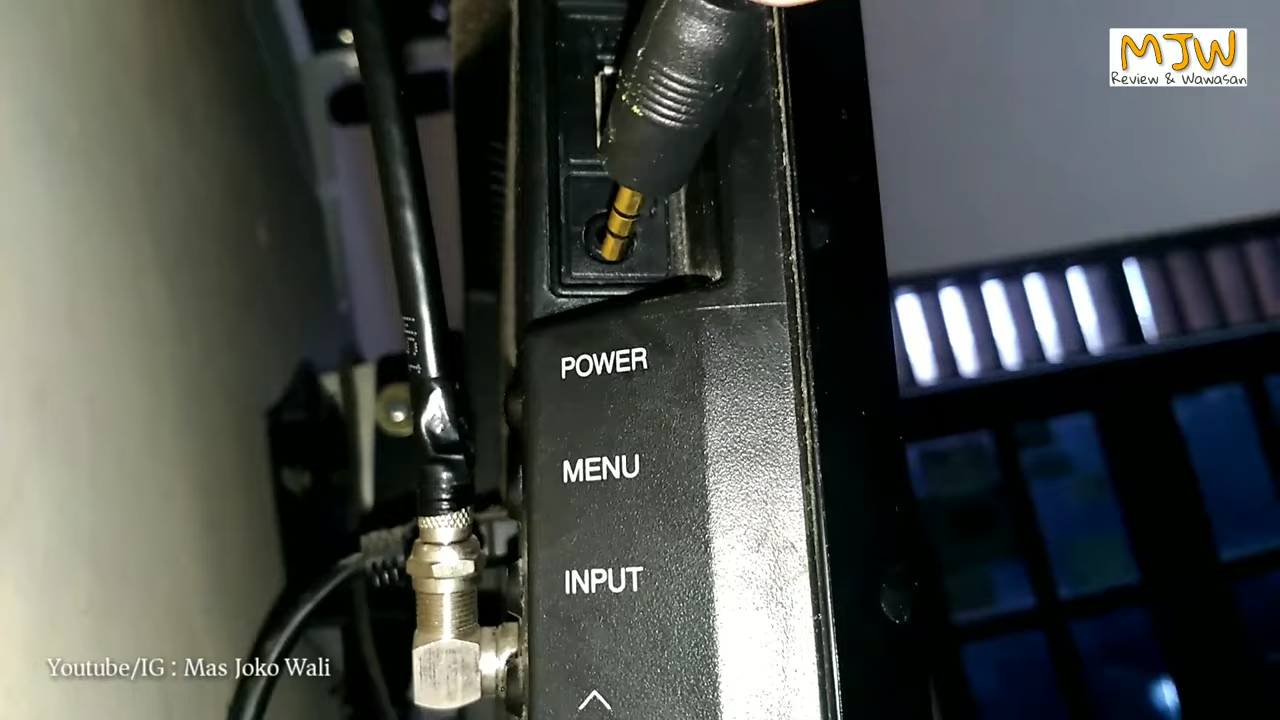 MJW
Review & Wawasan
POWER
MENU
INPUT
Youtube/IG : Mas Joko Wali